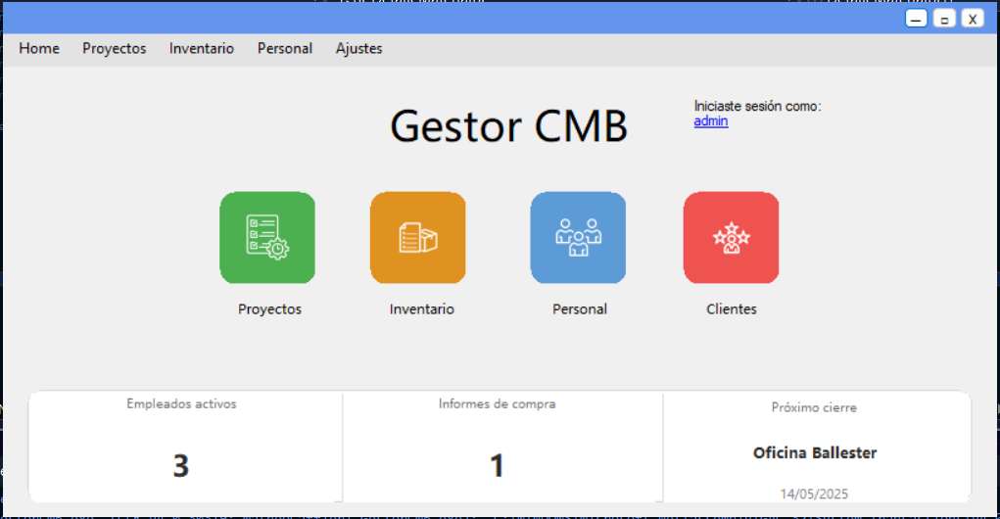 Home Proyectos Inventario Personal Ajustes
Gestor CMB
Iniciaste sesión como:
admin
Proyectos Inventario Personal Clientes
Empleados activos Informes de compra Próximo cierre
3 1 Oficina Ballester
14/05/2025